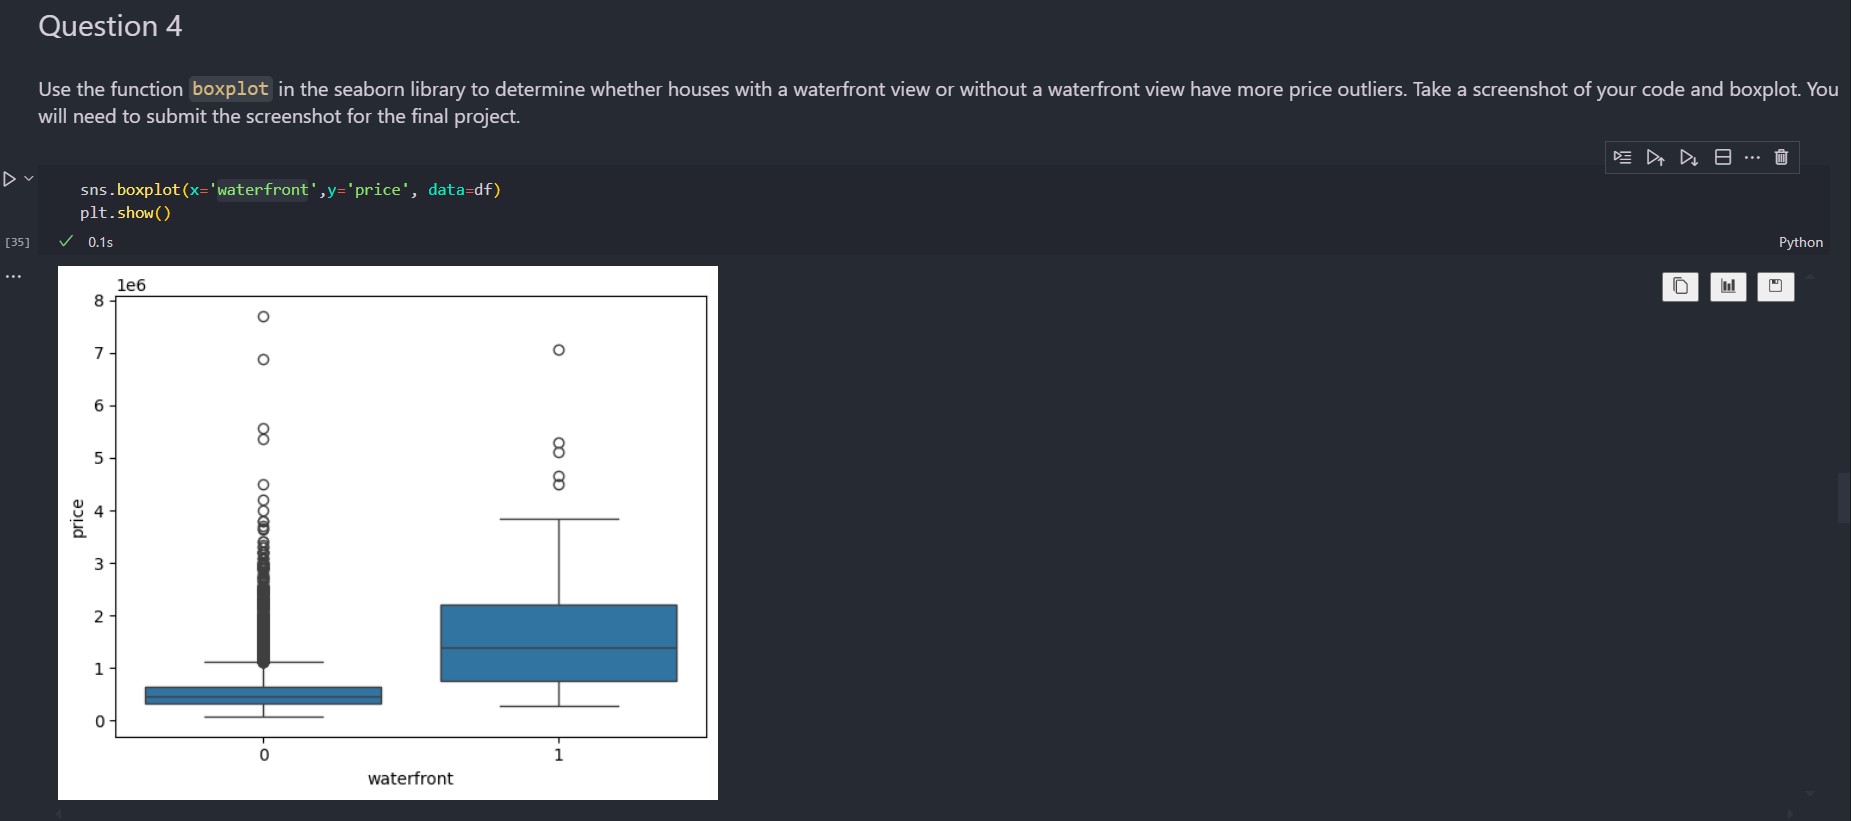 Question 4
Use the function boxplot in the seaborn library to determine whether houses with a waterfront view or without a waterfront view have more price outliers. Take a screenshot of your code and boxplot. You
will need to submit the screenshot for the final project.
sns.boxplot(x='waterfront',y='price', data=df)
plt.show()
[35]
0.1s
Python
1e6
8
7
6
5
4
3
2
1
0
price
0
1
waterfront